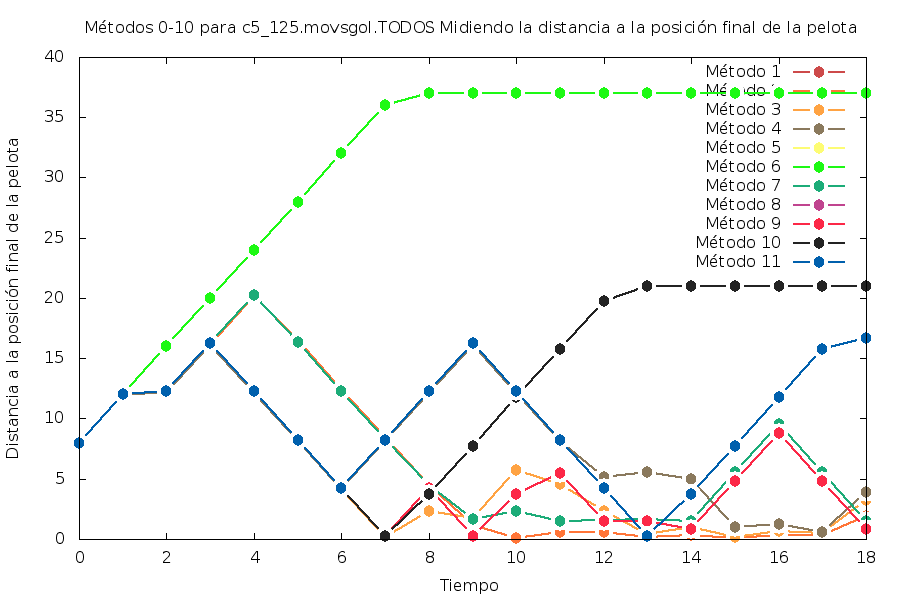 Métodos 0-10 para c5_125.movsgol.TODOS Midiendo la distancia a la posición final de la pelota
40
35
30
25
20
15
10
5
0
Distancia a la posición final de la pelota
Método 1
Método
Método 3
Método 4
Método 5
Método 6
Método 7
Método 8
Método 9
Método 10
Método 11
0 2 4 6 8 10 12 14 16 18
Tiempo